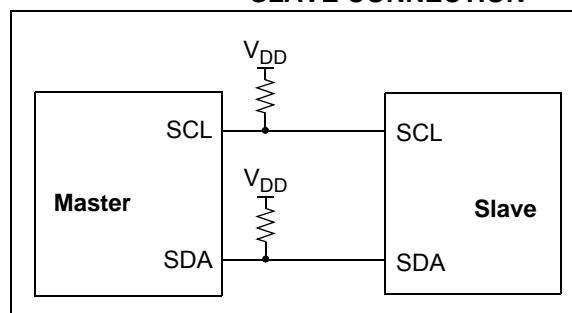 SLAVE CONNECTION
VDD
SCL SCL
VDD
Master Slave
SDA SDA